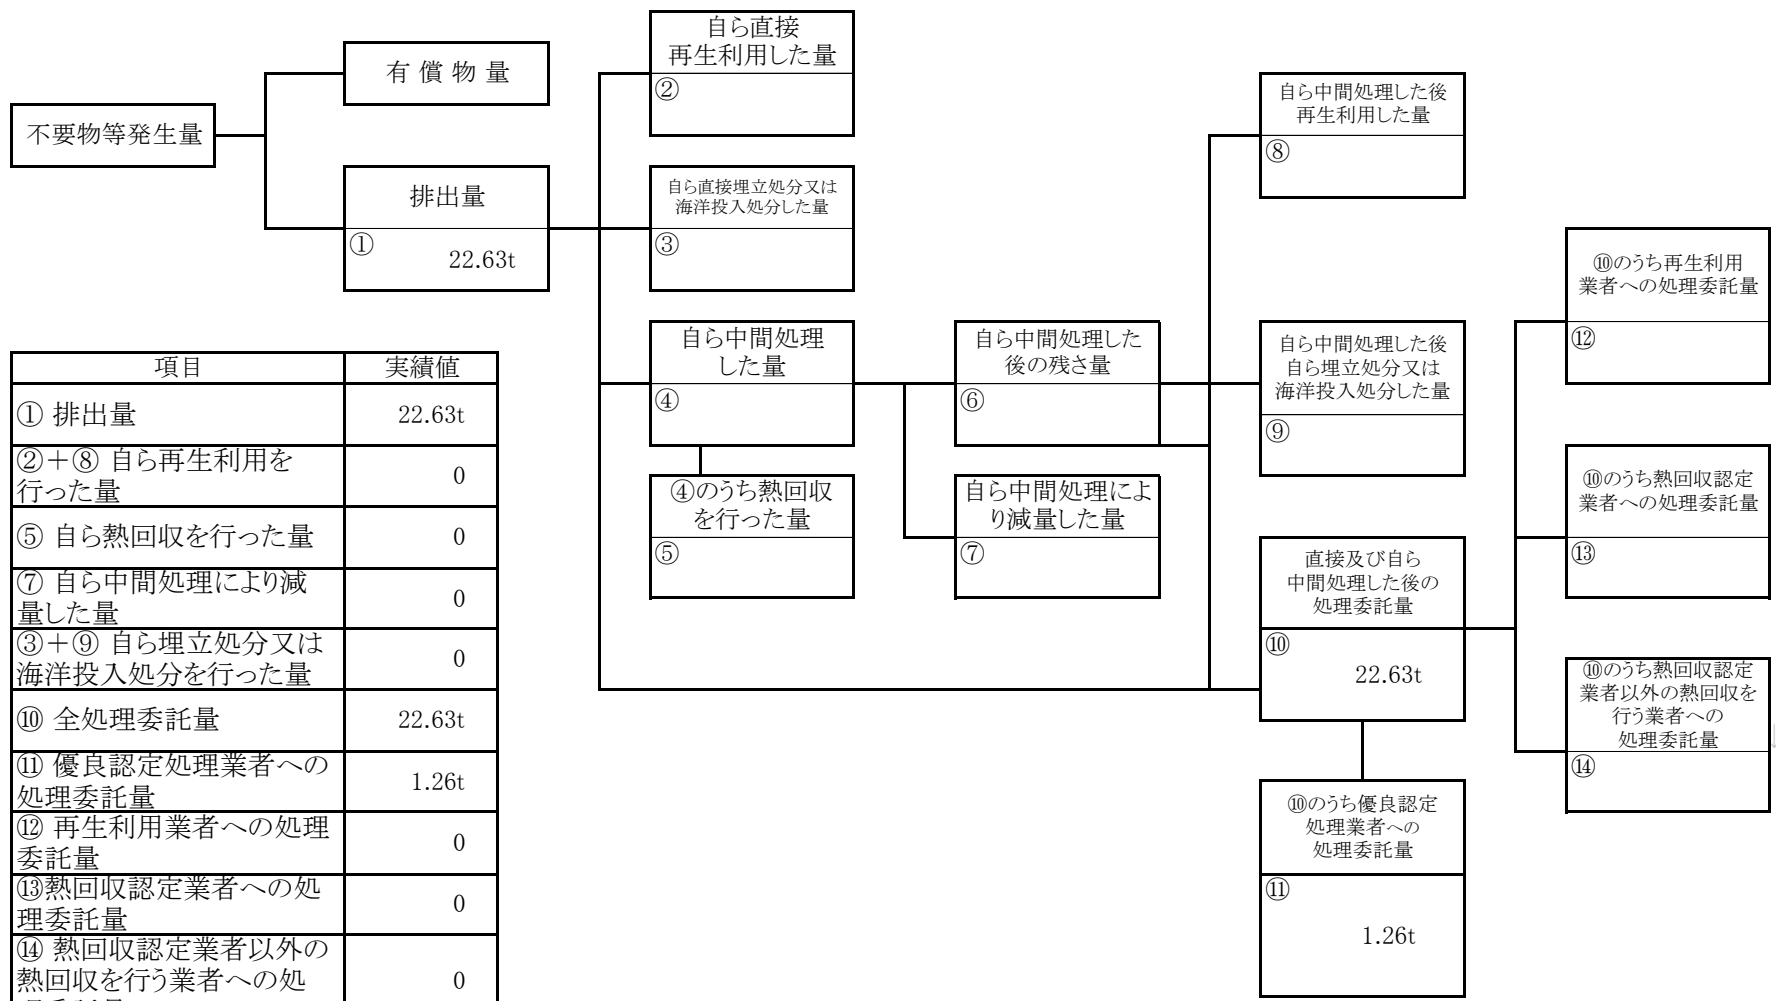 不要物等発生量
有 償 物 量
排出量
①
22.63t
自ら直接
再生利用した量
②
自ら直接埋立処分又は
海洋投入処分した量
③
自ら中間処理
した量
④
④のうち熱回収
を行った量
⑤
自ら中間処理した
後の残さ量
⑥
自ら中間処理によ
り減量した量
⑦
自ら中間処理した後
再生利用した量
⑧
自ら中間処理した後
自ら埋立処分又は
海洋投入処分した量
⑨
直接及び自ら
中間処理した後の
処理委託量
⑩
22.63t
⑩のうち優良認定
処理業者への
処理委託量
⑪
1.26t
⑩のうち再生利用
業者への処理委託量
⑫
⑩のうち熱回収認定
業者への処理委託量
⑬
⑩のうち熱回収認定
業者以外の熱回収を
行う業者への
処理委託量
⑭
項目 実績値
① 排出量 22.63t
②＋⑧ 自ら再生利用を
行った量 0
⑤ 自ら熱回収を行った量 0
⑦ 自ら中間処理により減
量した量 0
③＋⑨ 自ら埋立処分又は
海洋投入処分を行った量 0
⑩ 全処理委託量 22.63t
⑪ 優良認定処理業者への
処理委託量 1.26t
⑫ 再生利用業者への処理
委託量 0
⑬熱回収認定業者への処
理委託量 0
⑭ 熱回収認定業者以外の
熱回収を行う業者への処 0